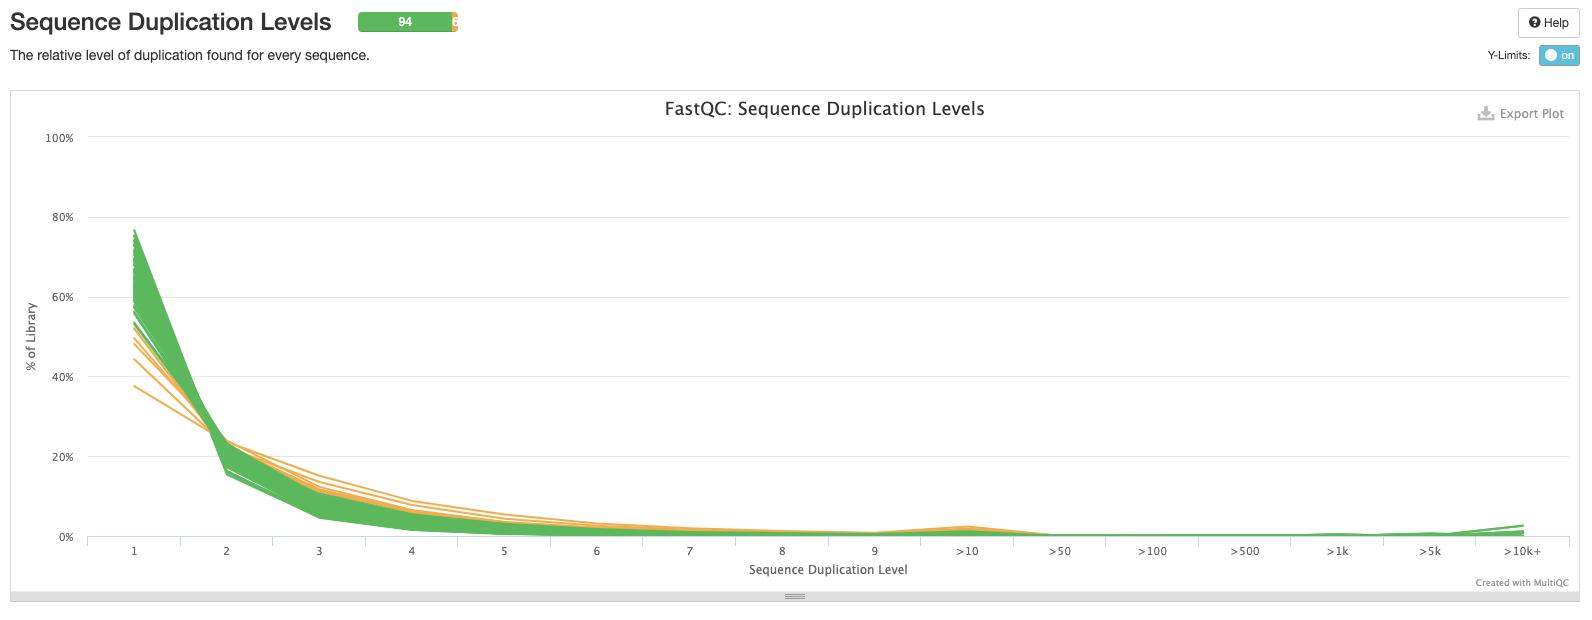 Sequence Duplication Levels 94 6
Help
The relative level of duplication found for every sequence.
Y-Limits: on
FastQC: Sequence Duplication Levels
Export Plot
100%
80%
60%
40%
20%
0%
% of Library
1 2 3 4 5 6 7 8 9 >10 >50 >100 >500 >1k >5k >10k+
Sequence Duplication Level
Created with MultiQC